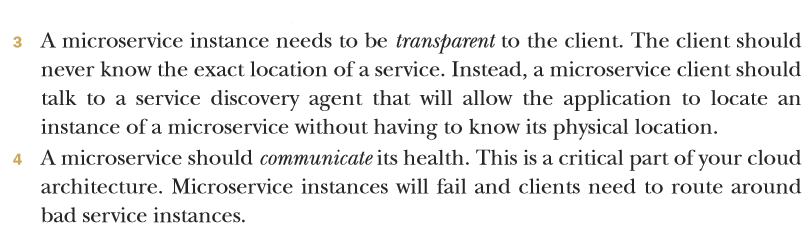 3 A microservice instance needs to be transparent to the client. The client should
never know the exact location of a service. Instead, a microservice client should
talk to a service discovery agent that will allow the application to locate an
instance of a microservice without having to know its physical location.
4 A microservice should communicate its health. This is a critical part of your cloud
architecture. Microservice instances will fail and clients need to route around
bad service instances.